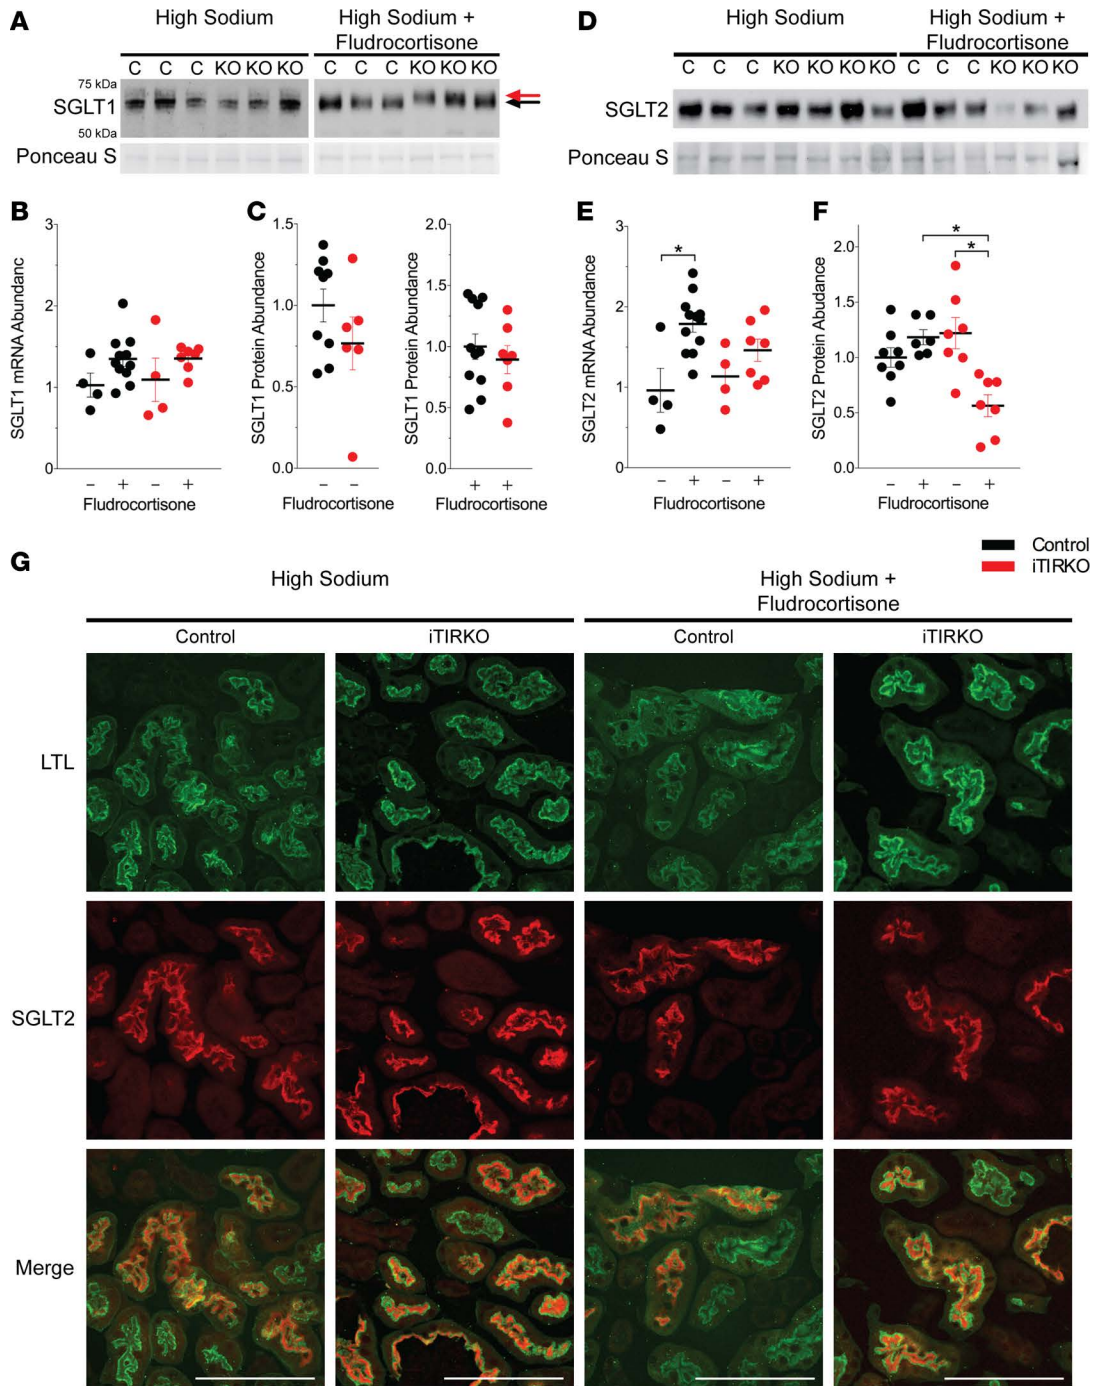 A
High Sodium
High Sodium +
Fludrocortisone
C C C KO KO KO C C C KO KO KO
75 kDa
SGLT1
50 kDa
Ponceau S
D
High Sodium
High Sodium +
Fludrocortisone
C C C KO KO KO KO C C C KO KO KO
SGLT2
Ponceau S
B
SGLT1 mRNA Abundanc
3
2
1
0
– + – +
Fludrocortisone
C
SGLT1 Protein Abundance
1.5
1.0
0.5
0.0
– –
Fludrocortisone
SGLT1 Protein Abundance
2.0
1.5
1.0
0.5
0.0
+ +
Fludrocortisone
E
SGLT2 mRNA Abundance
3
2
1
0
*
– + – +
Fludrocortisone
F
SGLT2 Protein Abudance
2.0
1.5
1.0
0.5
0.0
*
*
– + – +
Fludrocortisone
Control
iTIRKO
G
High Sodium
High Sodium +
Fludrocortisone
Control iTIRKO Control iTIRKO
LTL
SGLT2
Merge